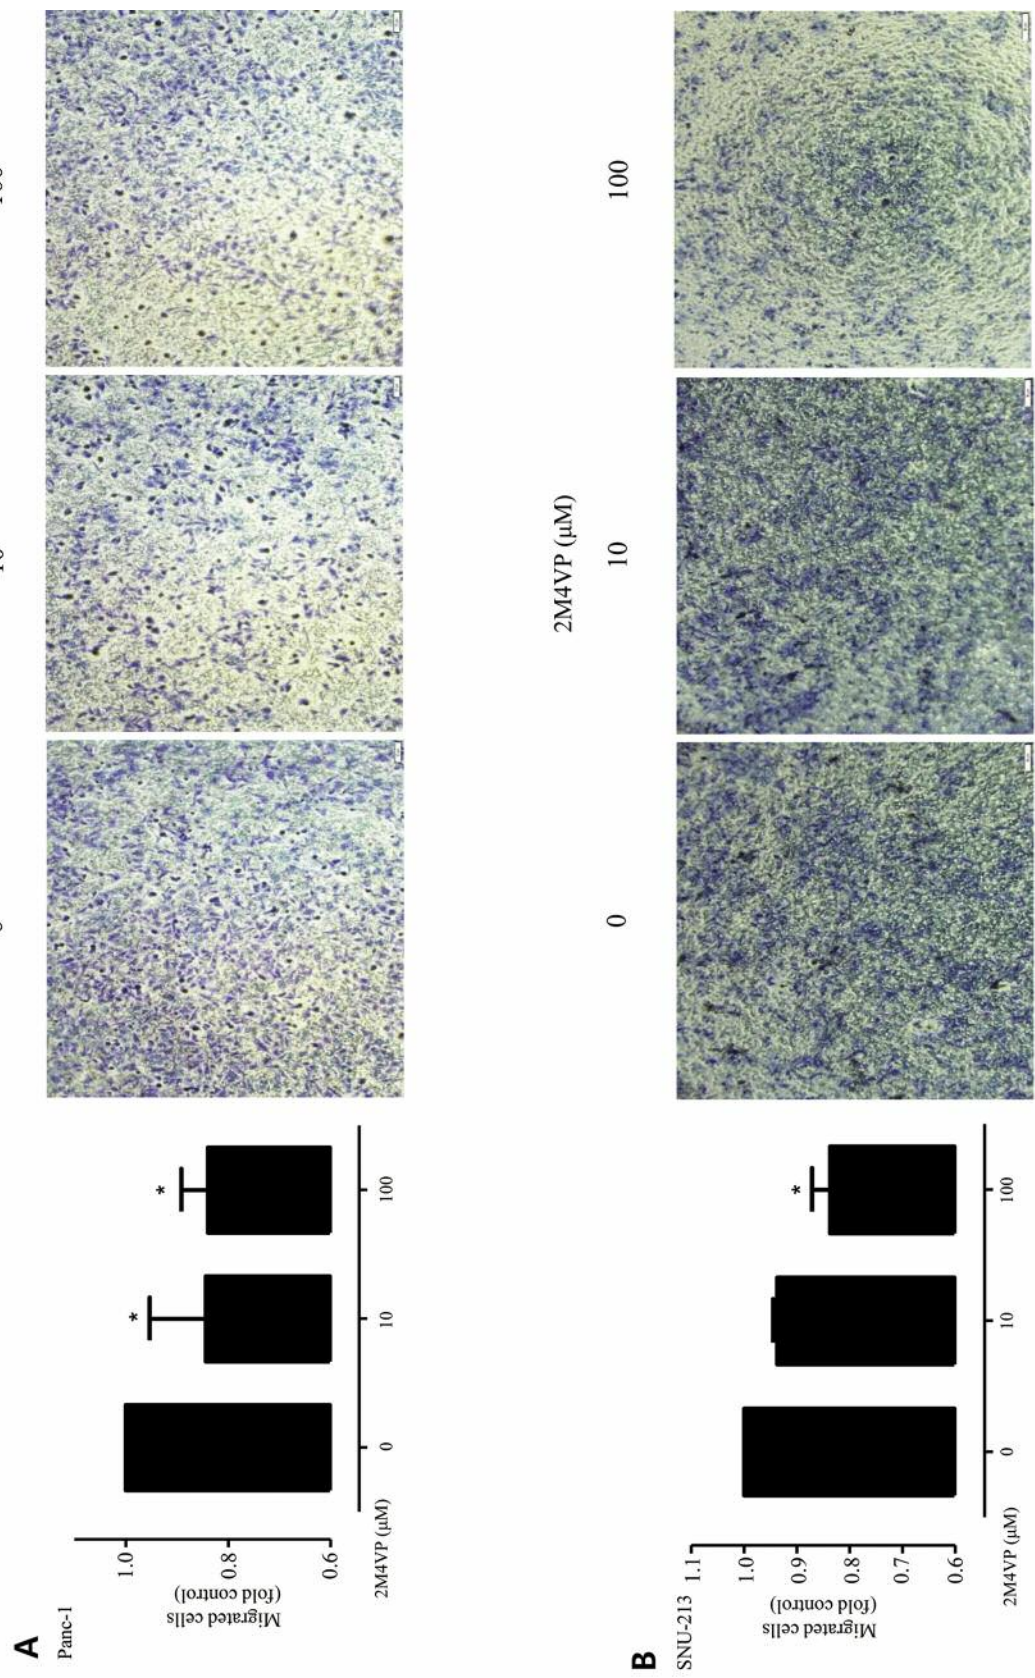 A
Panc-1
Migrated cells
(fold control)
1.0
0.8
0.6
*
*
2M4VP (μM)
0
10
100
B
SNU-213
2M4VP (μM)
0
10
100
Migrated cells
(fold control)
1.1
1.0
0.9
0.8
0.7
0.6
*
2M4VP (μM)
0
10
100